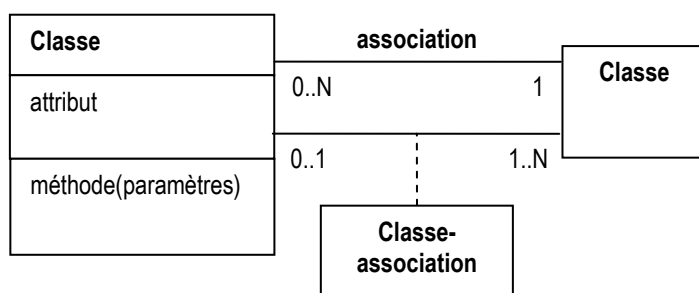 Classe
association
Classe
0..N
1
attribut
0..1
1..N
méthode(paramètres)
Classe-
association